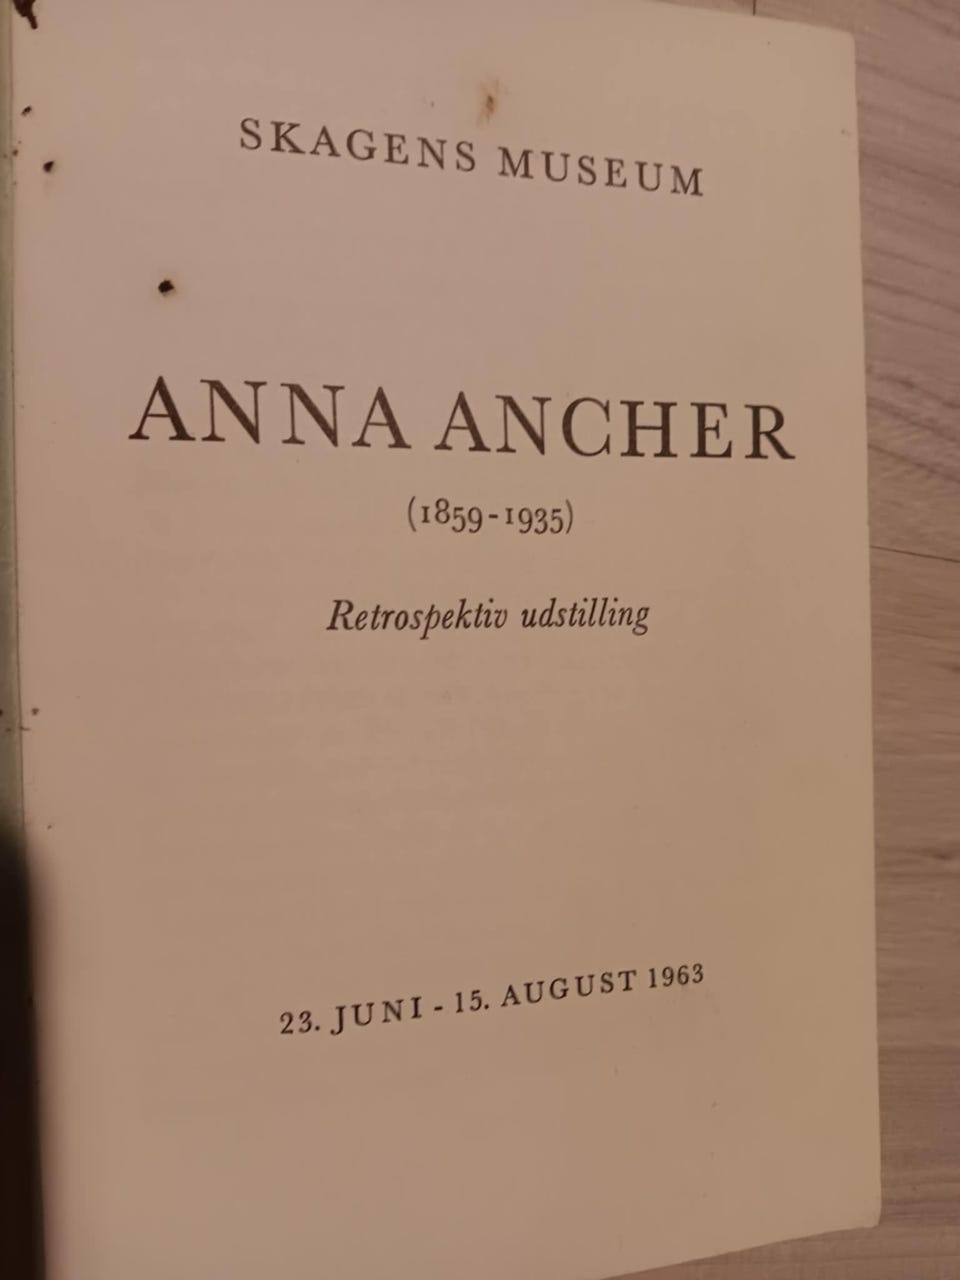 SKAGENS MUSEUM
ANNA ANCHER
(1859-1935)
Retrospektiv udstilling
23. JUNI - 15. AUGUST 1963